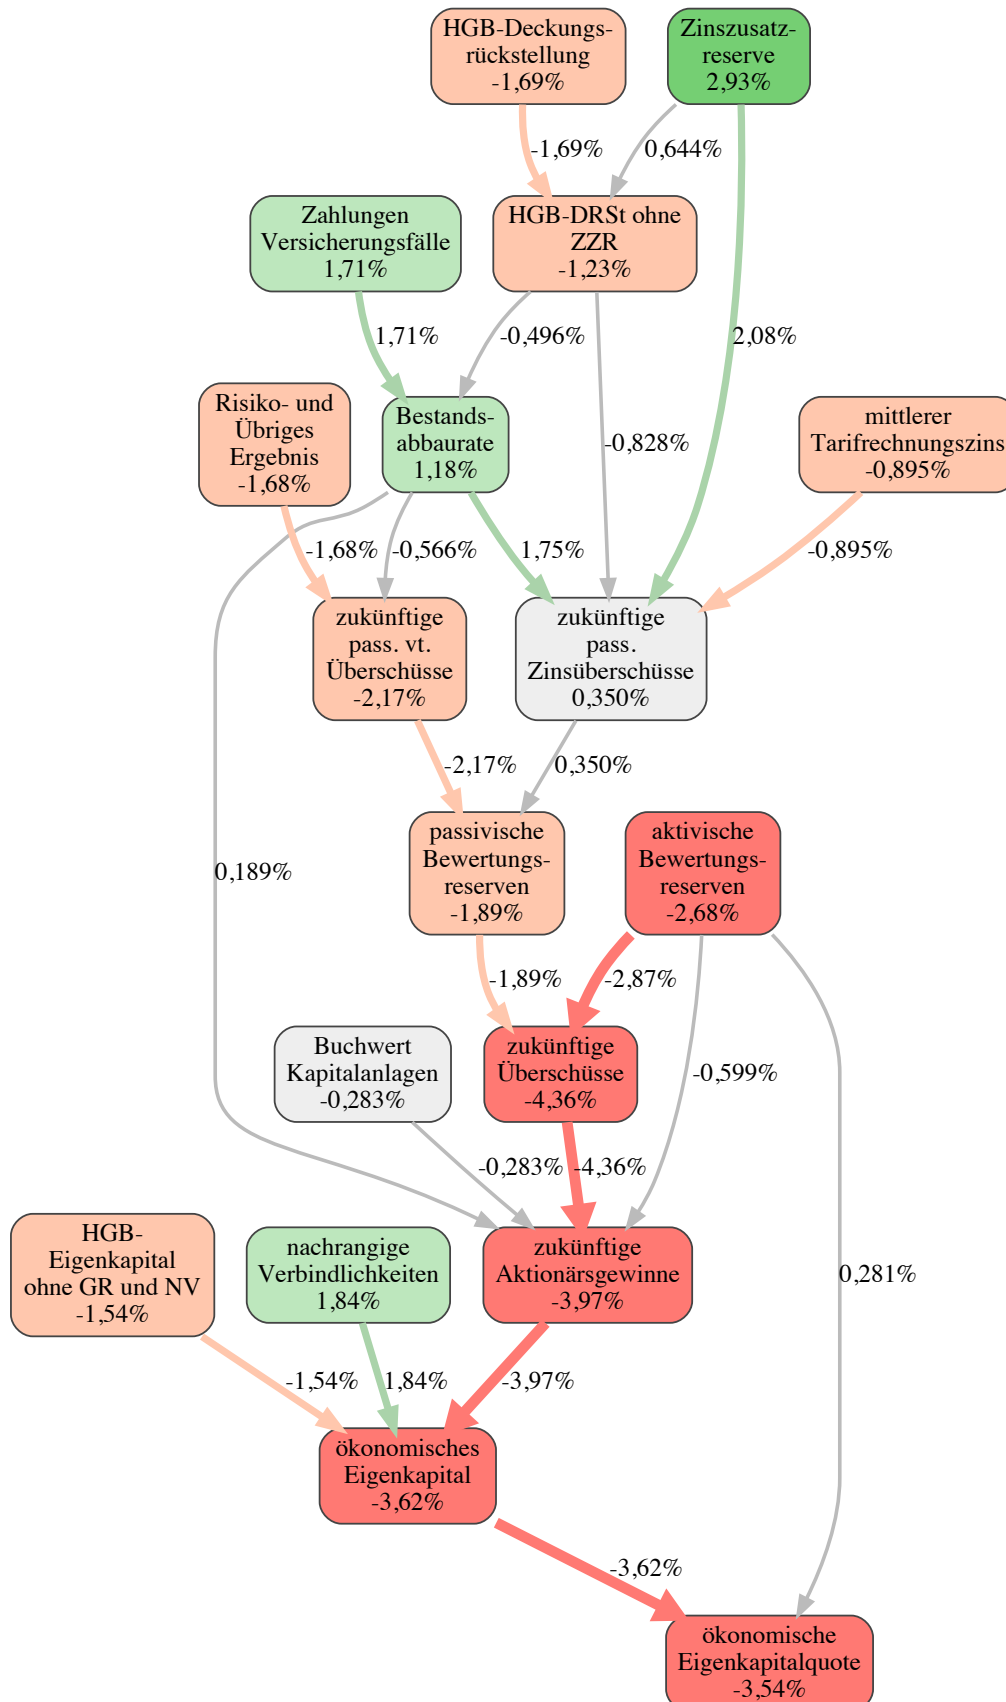 HGB-Deckungs-
rückstellung
-1,69%
Zinszusatz-
reserve
2,93%
-1,69%
0,644%
Zahlungen
Versicherungsfälle
1,71%
HGB-DRSt ohne
ZZR
-1,23%
1,71%
-0,496%
2,08%
Risiko- und
Übriges
Ergebnis
-1,68%
Bestands-
abbaurate
1,18%
-0,828%
mittlerer
Tarifrechnungszins
-0,895%
-1,68%
-0,566%
1,75%
-0,895%
zukünftige
pass. vt.
Überschüsse
-2,17%
zukünftige
pass.
Zinsüberschüsse
0,350%
-2,17%
0,350%
0,189%
passivische
Bewertungs-
reserven
-1,89%
aktivische
Bewertungs-
reserven
-2,68%
-1,89%
-2,87%
Buchwert
Kapitalanlagen
-0,283%
zukünftige
Überschüsse
-4,36%
-0,599%
-0,283%
-4,36%
HGB-
Eigenkapital
ohne GR und NV
-1,54%
nachrangige
Verbindlichkeiten
1,84%
zukünftige
Aktionärsgewinne
-3,97%
0,281%
-1,54%
1,84%
-3,97%
ökonomisches
Eigenkapital
-3,62%
-3,62%
ökonomische
Eigenkapitalquote
-3,54%